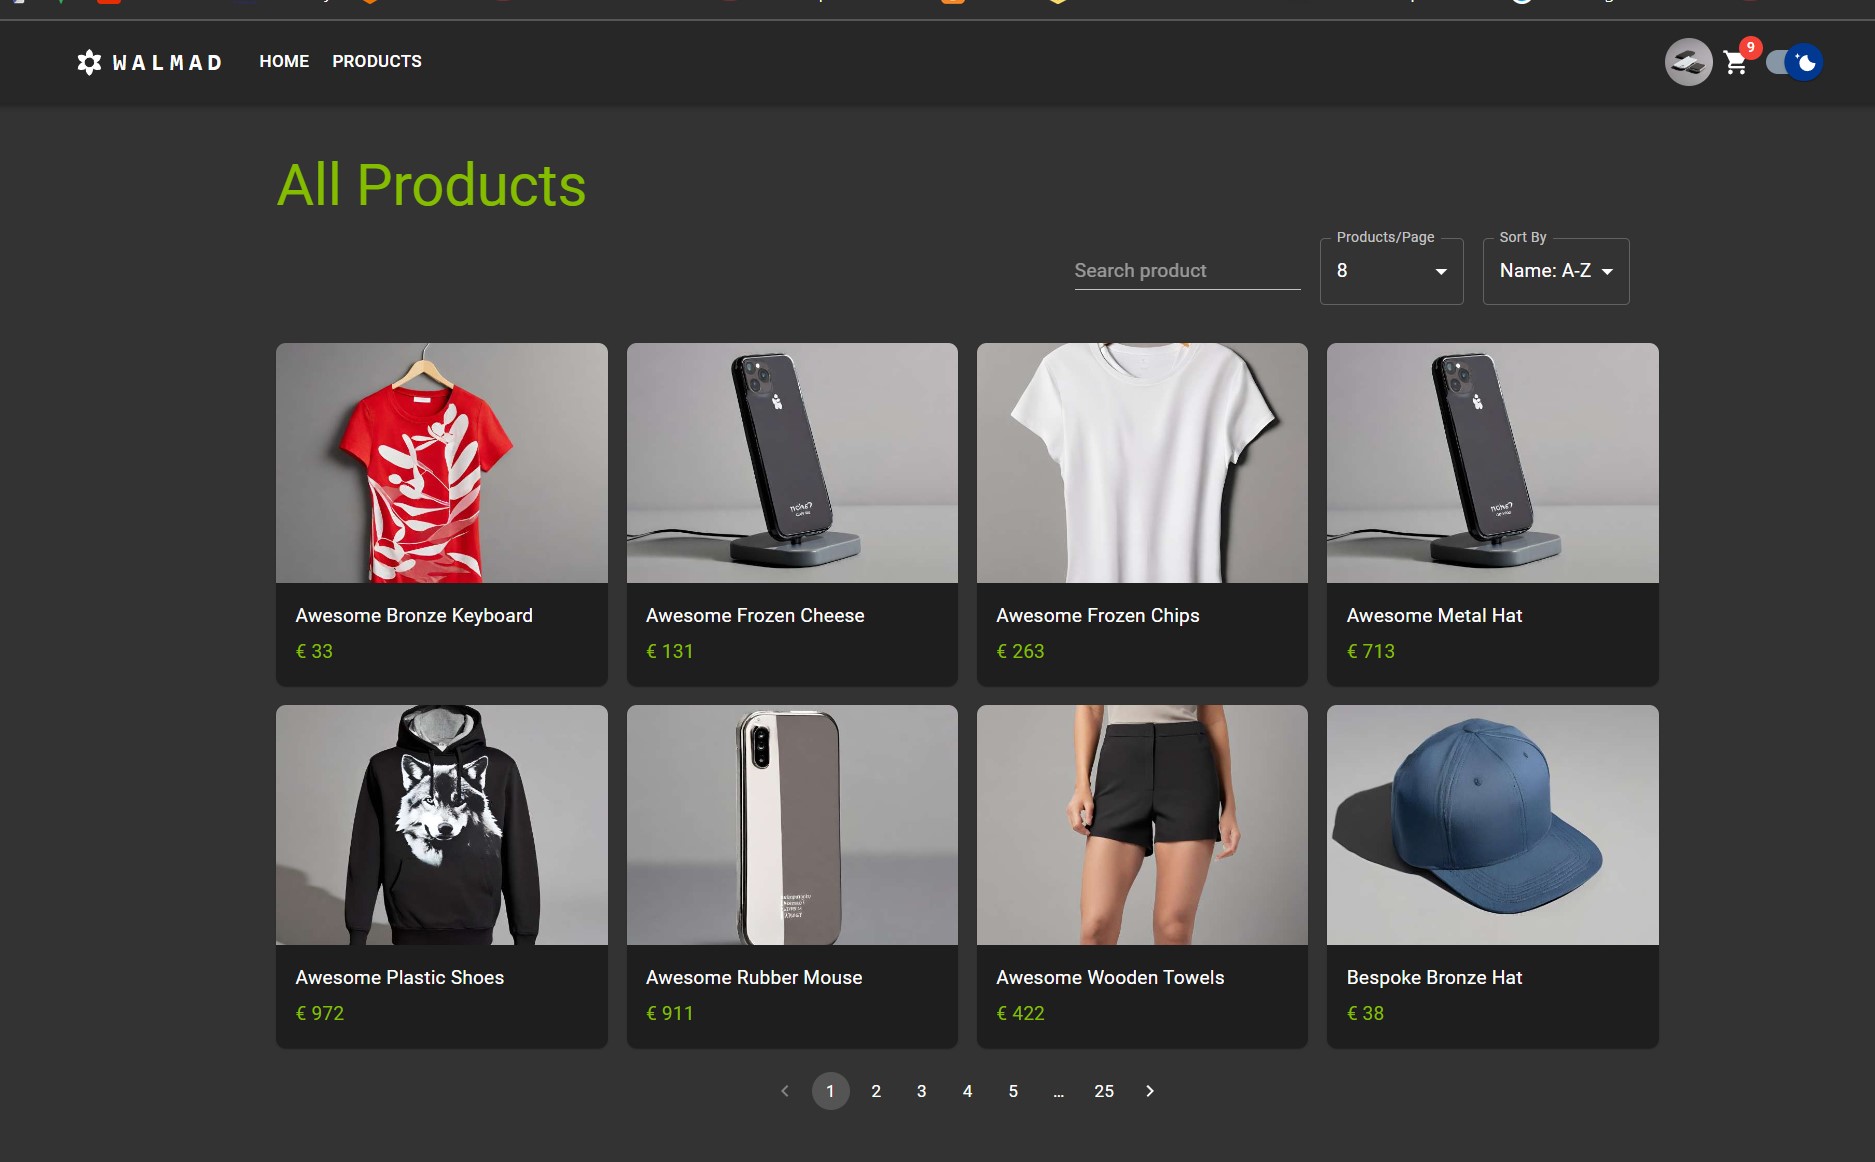 WALMAD HOME PRODUCTS 9
All Products
Products/Page Sort By
Search product 8 Name: A-Z
Awesome Bronze Keyboard Awesome Frozen Cheese Awesome Frozen Chips Awesome Metal Hat
€ 33 € 131 € 263 € 713
Awesome Plastic Shoes Awesome Rubber Mouse Awesome Wooden Towels Bespoke Bronze Hat
€ 972 € 911 € 422 € 38
1 2 3 4 5 … 25